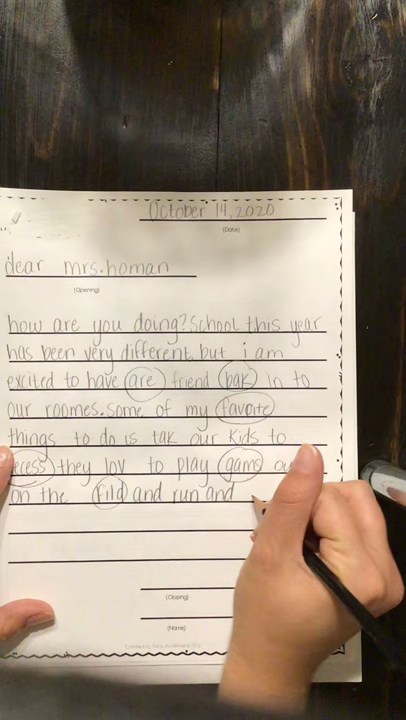 October 14, 2020
(Date)
dear mrs.homan
(Opening)
how are you doing? School this year
has been very different. but i am
excited to have are friend bak in to
our roomes. some of my favorite
things to do is tak our kids to
recess they lov to play gams
on the fild and run and
(Closing)
(Name)